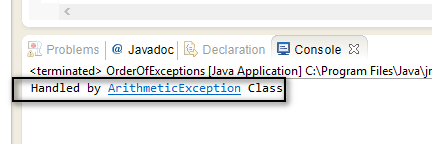 Problems @ Javadoc Declaration Console
<terminated> OrderOfExceptions [Java Application] C:\Program Files\Java\jr
Handled by ArithmeticException Class